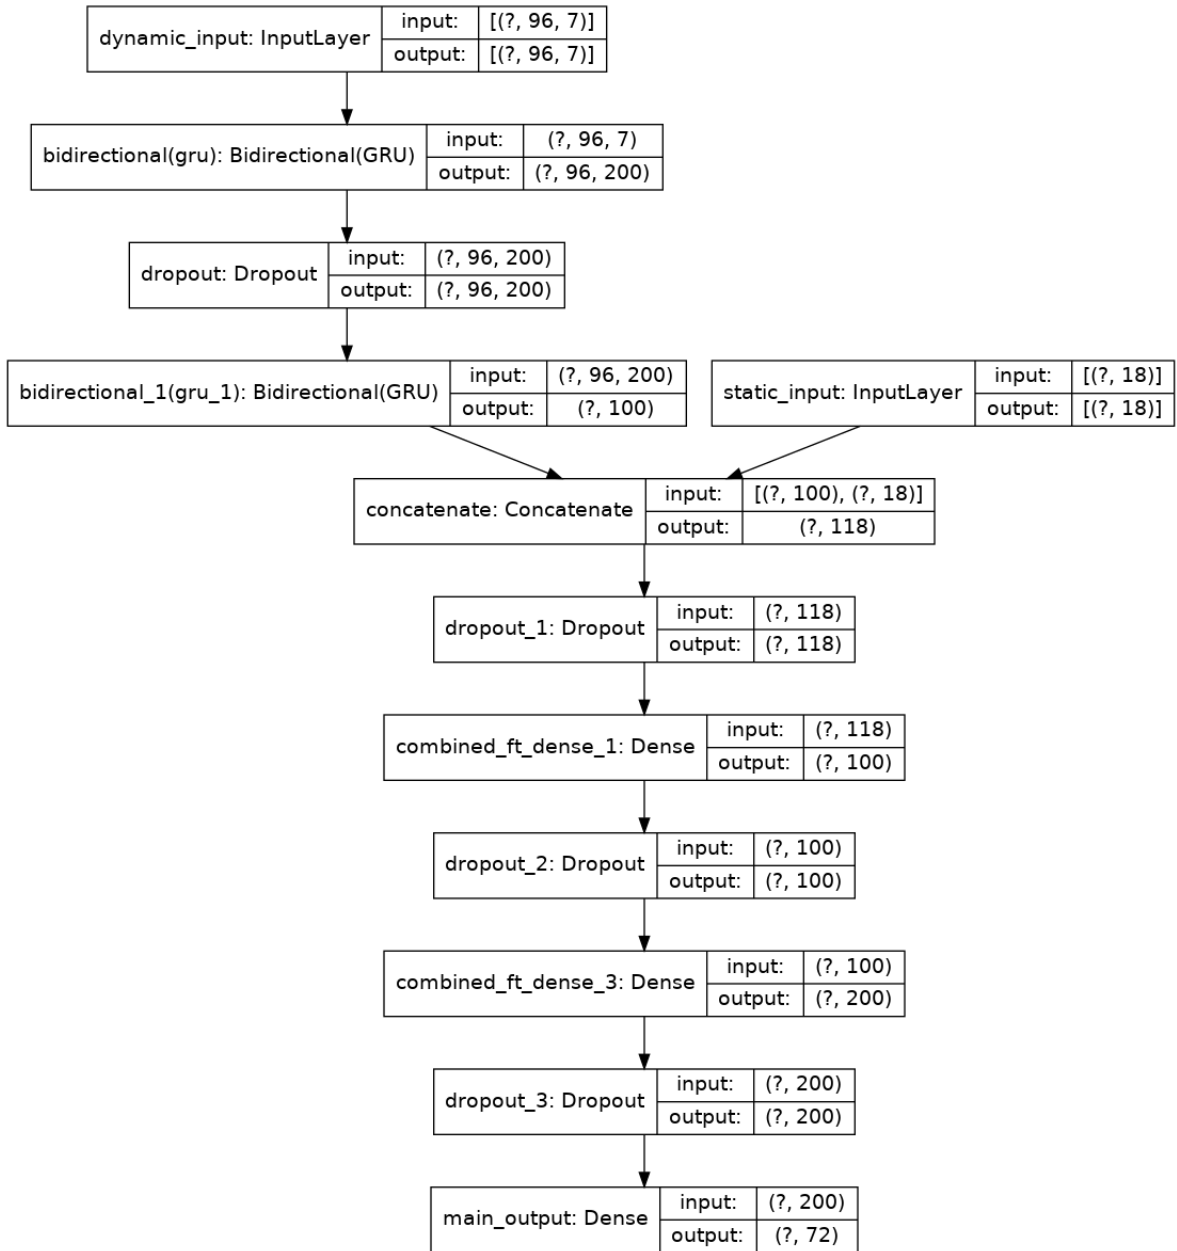 dynamic_input: InputLayer
input: [(?, 96, 7)]
output: [(?, 96, 7)]
bidirectional(gru): Bidirectional(GRU)
input: (?, 96, 7)
output: (?, 96, 200)
dropout: Dropout
input: (?, 96, 200)
output: (?, 96, 200)
bidirectional_1(gru_1): Bidirectional(GRU)
input: (?, 96, 200)
output: (?, 100)
static_input: InputLayer
input: [(?, 18)]
output: [(?, 18)]
concatenate: Concatenate
input: [(?, 100), (?, 18)]
output: (?, 118)
dropout_1: Dropout
input: (?, 118)
output: (?, 118)
combined_ft_dense_1: Dense
input: (?, 118)
output: (?, 100)
dropout_2: Dropout
input: (?, 100)
output: (?, 100)
combined_ft_dense_3: Dense
input: (?, 100)
output: (?, 200)
dropout_3: Dropout
input: (?, 200)
output: (?, 200)
main_output: Dense
input: (?, 200)
output: (?, 72)